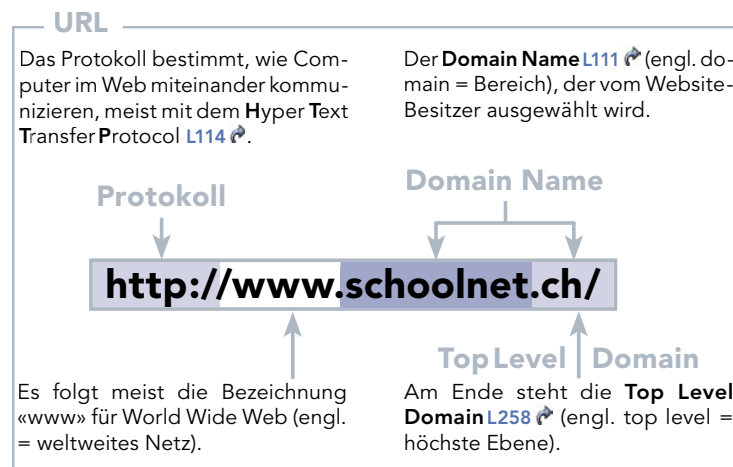 URL
Das Protokoll bestimmt, wie Com-
puter im Web miteinander kommu-
nizieren, meist mit dem Hyper Text
Transfer Protocol L114
Der Domain Name L111 (engl. do-
main = Bereich), der vom Website-
Besitzer ausgewählt wird.
Protokoll
Domain Name
http://www.schoolnet.ch/
Es folgt meist die Bezeichnung
«www» für World Wide Web (engl.
= weltweites Netz).
Top Level Domain
Am Ende steht die Top Level
Domain L258 (engl. top level =
höchste Ebene).